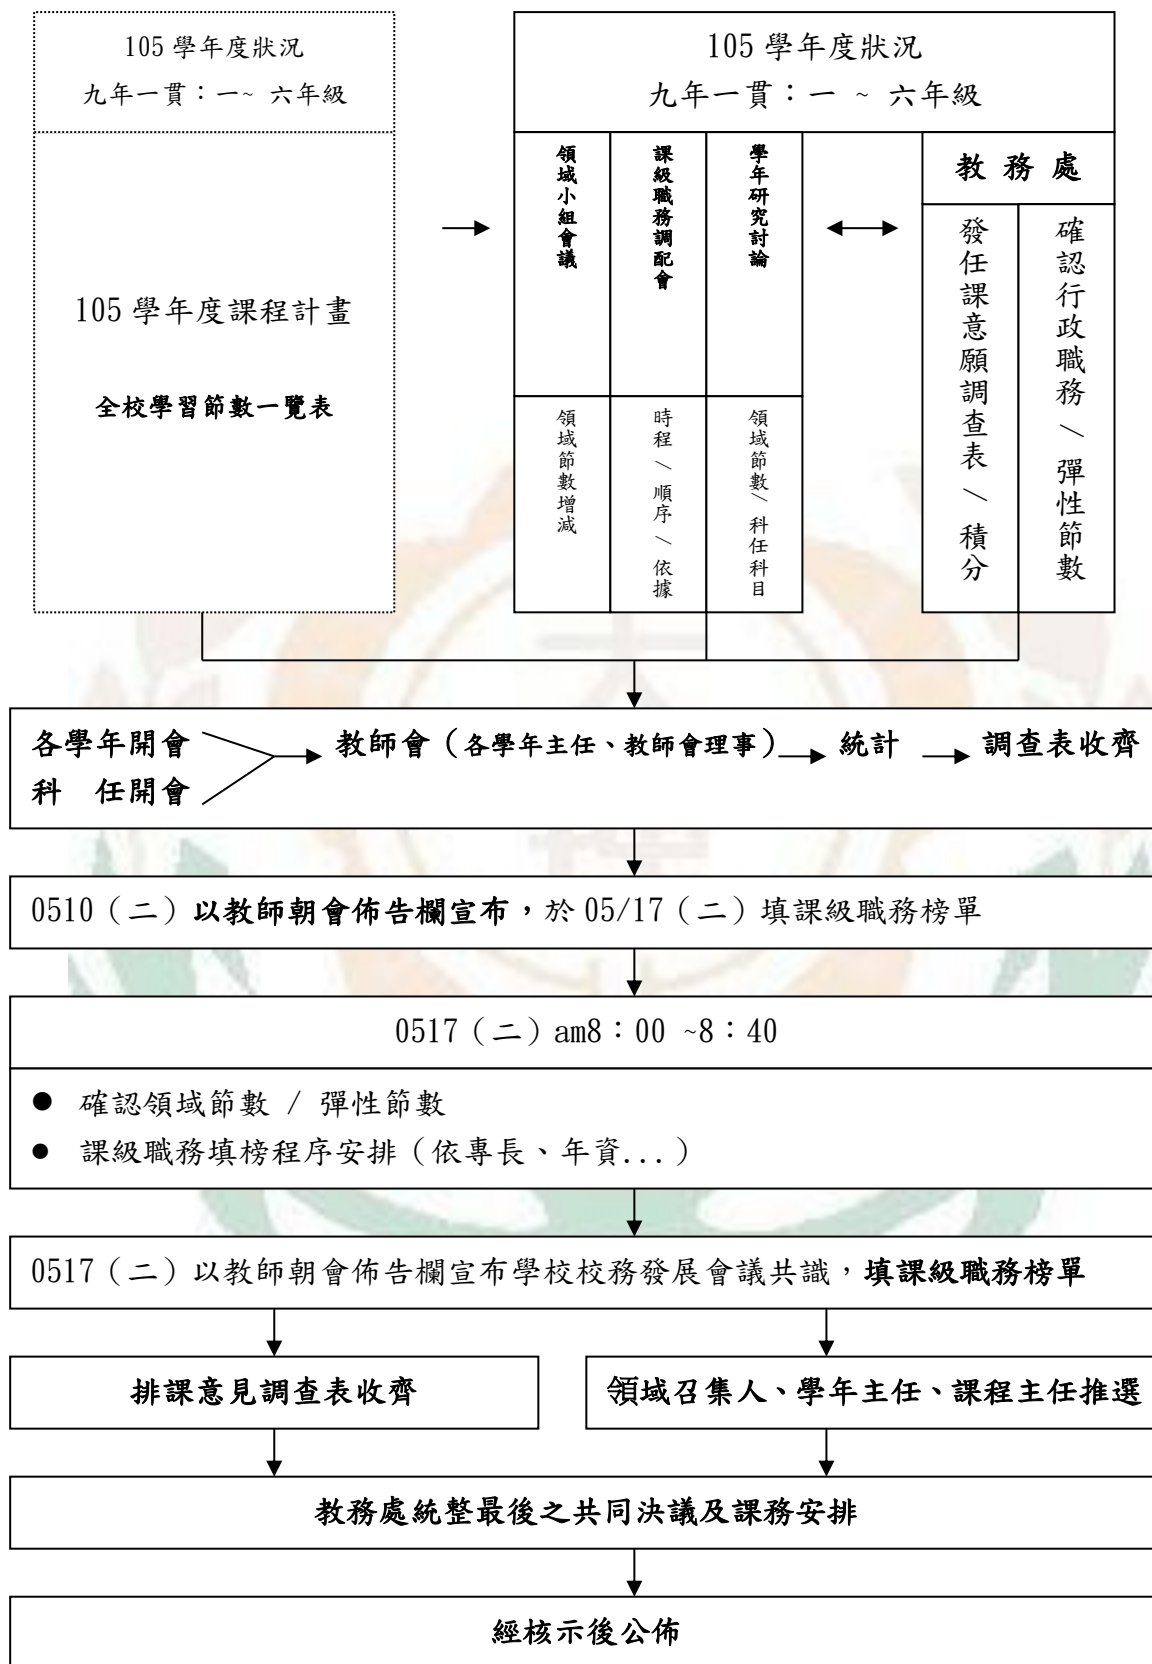 105 學年度狀況
九年一貫：一~ 六年級
105 學年度課程計畫
全校學習節數一覽表
105 學年度狀況
九年一貫：一 ~ 六年級
領域小組會議
課級職務調配會
學年研究討論
領域節數增減
時程\順序\依據
領域節數\科任科目
教 務 處
發任課意願調查表\積分
確認行政職務\彈性節數
各學年開會
科　任開會
教師會（各學年主任、教師會理事）
統計
調查表收齊
0510（二）以教師朝會佈告欄宣布，於 05/17（二）填課級職務榜單
0517（二）am8：00 ~8：40
● 確認領域節數 / 彈性節數
● 課級職務填榜程序安排（依專長、年資...）
0517（二）以教師朝會佈告欄宣布學校校務發展會議共識，填課級職務榜單
排課意見調查表收齊
領域召集人、學年主任、課程主任推選
教務處統整最後之共同決議及課務安排
經核示後公佈